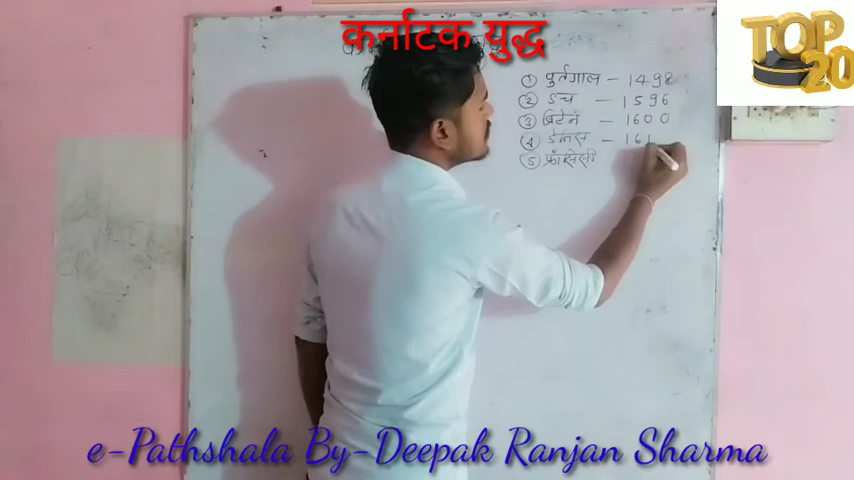 कर्नाटक युद्ध
TOP
20
① पुर्तगाल - 1498
② डच - 1596
③ ब्रिटेन - 1600
④ डेनिस - 161
⑤ फ्रांसिसी
e-Pathshala By-Deepak Ranjan Sharma